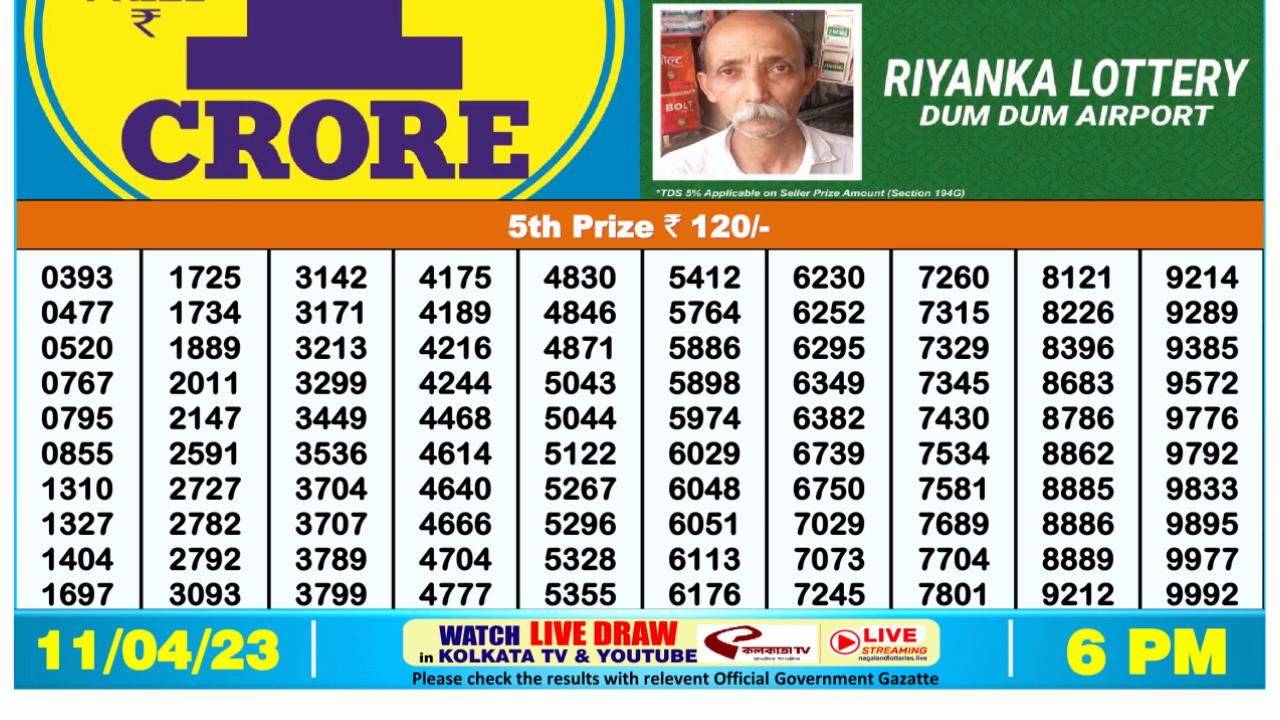 ₹ 1
CRORE
BOLT
RIYANKA LOTTERY
DUM DUM AIRPORT
*TDS 5% Applicable on Seller Prize Amount (Section 194G)
5th Prize ₹ 120/-
0393 1725 3142 4175 4830 5412 6230 7260 8121 9214
0477 1734 3171 4189 4846 5764 6252 7315 8226 9289
0520 1889 3213 4216 4871 5886 6295 7329 8396 9385
0767 2011 3299 4244 5043 5898 6349 7345 8683 9572
0795 2147 3449 4468 5044 5974 6382 7430 8786 9776
0855 2591 3536 4614 5122 6029 6739 7534 8862 9792
1310 2727 3704 4640 5267 6048 6750 7581 8885 9833
1327 2782 3707 4666 5296 6051 7029 7689 8886 9895
1404 2792 3789 4704 5328 6113 7073 7704 8889 9977
1697 3093 3799 4777 5355 6176 7245 7801 9212 9992
11/04/23
WATCH LIVE DRAW
in KOLKATA TV & YOUTUBE
কলকাতা TV
LIVE
STREAMING
nagalandlotteries.live
Please check the results with relevent Official Government Gazatte
6 PM